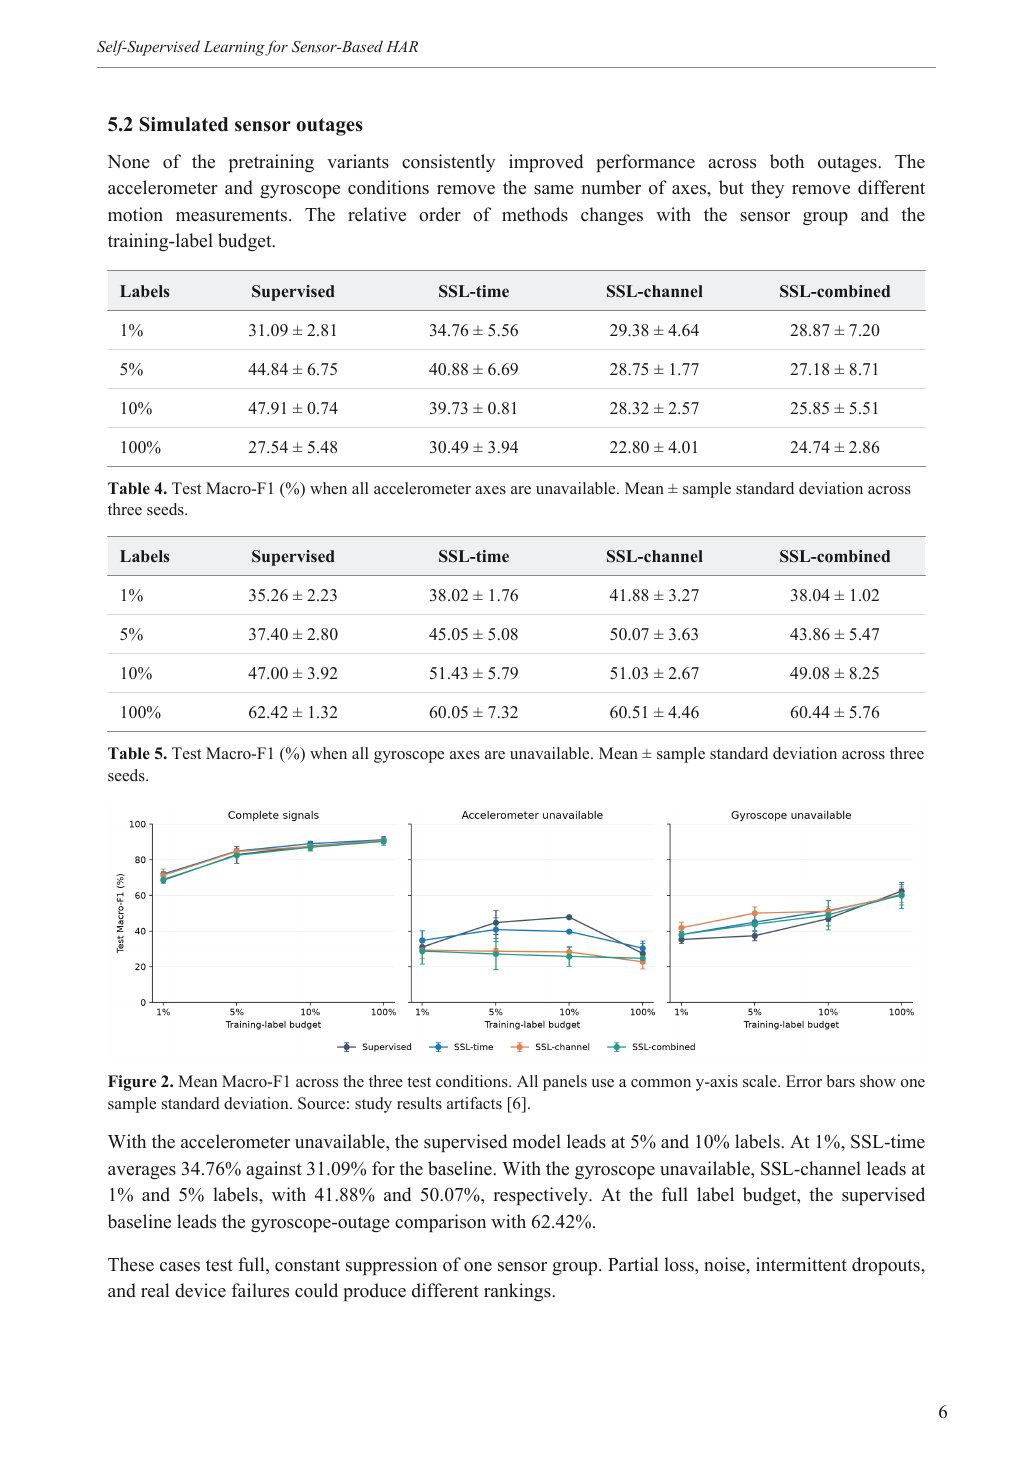 Self-Supervised Learning for Sensor-Based HAR
5.2 Simulated sensor outages
None of the pretraining variants consistently improved performance across both outages. The
accelerometer and gyroscope conditions remove the same number of axes, but they remove different
motion measurements. The relative order of methods changes with the sensor group and the
training-label budget.
Labels Supervised SSL-time SSL-channel SSL-combined
1% 31.09 ± 2.81 34.76 ± 5.56 29.38 ± 4.64 28.87 ± 7.20
5% 44.84 ± 6.75 40.88 ± 6.69 28.75 ± 1.77 27.18 ± 8.71
10% 47.91 ± 0.74 39.73 ± 0.81 28.32 ± 2.57 25.85 ± 5.51
100% 27.54 ± 5.48 30.49 ± 3.94 22.80 ± 4.01 24.74 ± 2.86
Table 4. Test Macro-F1 (%) when all accelerometer axes are unavailable. Mean ± sample standard deviation across
three seeds.
Labels Supervised SSL-time SSL-channel SSL-combined
1% 35.26 ± 2.23 38.02 ± 1.76 41.88 ± 3.27 38.04 ± 1.02
5% 37.40 ± 2.80 45.05 ± 5.08 50.07 ± 3.63 43.86 ± 5.47
10% 47.00 ± 3.92 51.43 ± 5.79 51.03 ± 2.67 49.08 ± 8.25
100% 62.42 ± 1.32 60.05 ± 7.32 60.51 ± 4.46 60.44 ± 5.76
Table 5. Test Macro-F1 (%) when all gyroscope axes are unavailable. Mean ± sample standard deviation across three
seeds.
Complete signals Accelerometer unavailable Gyroscope unavailable
100
80
60
40
20
0
Test Macro-F1 (%)
1% 5% 10% 100% 1% 5% 10% 100% 1% 5% 10% 100%
Training-label budget Training-label budget Training-label budget
Supervised SSL-time SSL-channel SSL-combined
Figure 2. Mean Macro-F1 across the three test conditions. All panels use a common y-axis scale. Error bars show one
sample standard deviation. Source: study results artifacts [6].
With the accelerometer unavailable, the supervised model leads at 5% and 10% labels. At 1%, SSL-time
averages 34.76% against 31.09% for the baseline. With the gyroscope unavailable, SSL-channel leads at
1% and 5% labels, with 41.88% and 50.07%, respectively. At the full label budget, the supervised
baseline leads the gyroscope-outage comparison with 62.42%.
These cases test full, constant suppression of one sensor group. Partial loss, noise, intermittent dropouts,
and real device failures could produce different rankings.
6